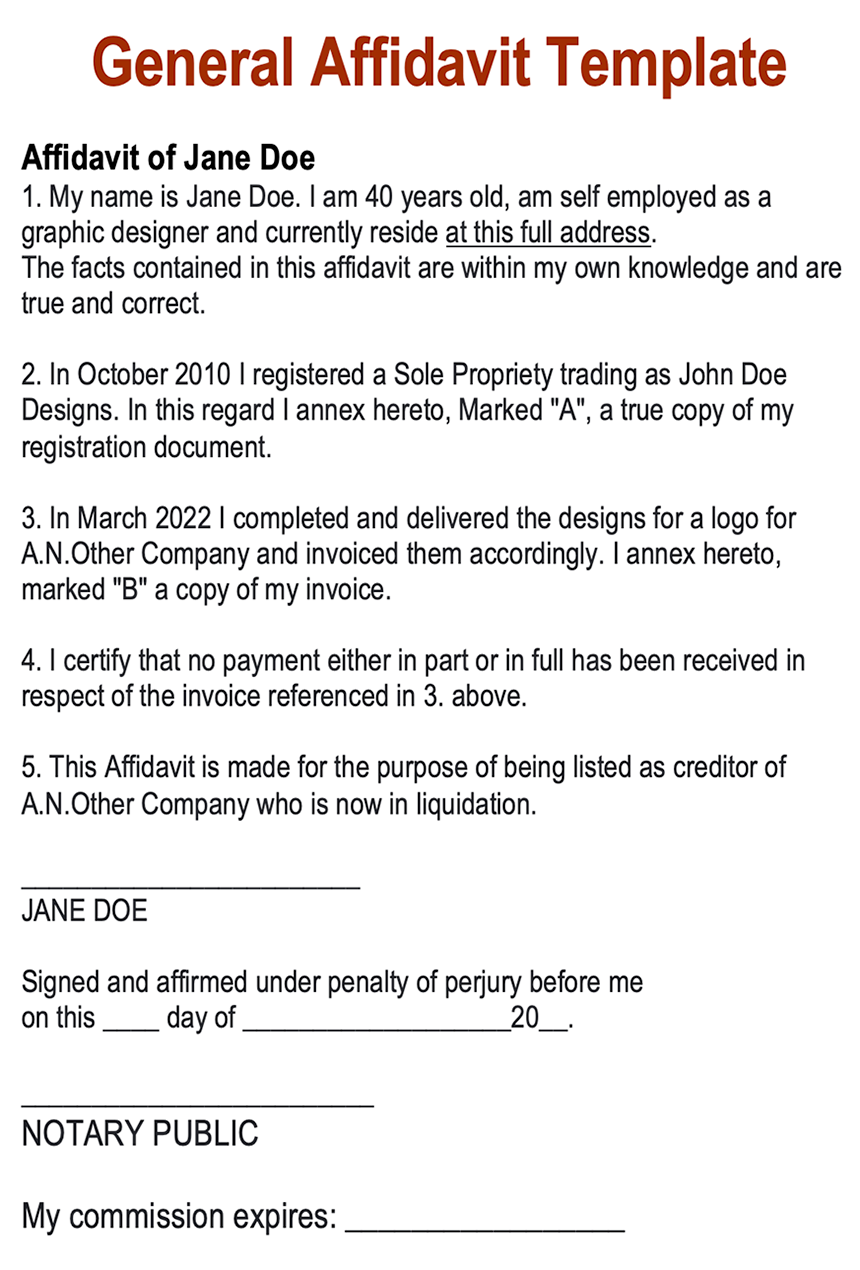 General Affidavit Template
Affidavit of Jane Doe
1. My name is Jane Doe. I am 40 years old, am self employed as a
graphic designer and currently reside at this full address.
The facts contained in this affidavit are within my own knowledge and are
true and correct.
2. In October 2010 I registered a Sole Propriety trading as John Doe
Designs. In this regard I annex hereto, Marked "A", a true copy of my
registration document.
3. In March 2022 I completed and delivered the designs for a logo for
A.N.Other Company and invoiced them accordingly. I annex hereto,
marked "B" a copy of my invoice.
4. I certify that no payment either in part or in full has been received in
respect of the invoice referenced in 3. above.
5. This Affidavit is made for the purpose of being listed as creditor of
A.N.Other Company who is now in liquidation.
________________________
JANE DOE
Signed and affirmed under penalty of perjury before me
on this ____ day of ___________________20__.
_________________________
NOTARY PUBLIC
My commission expires: _________________